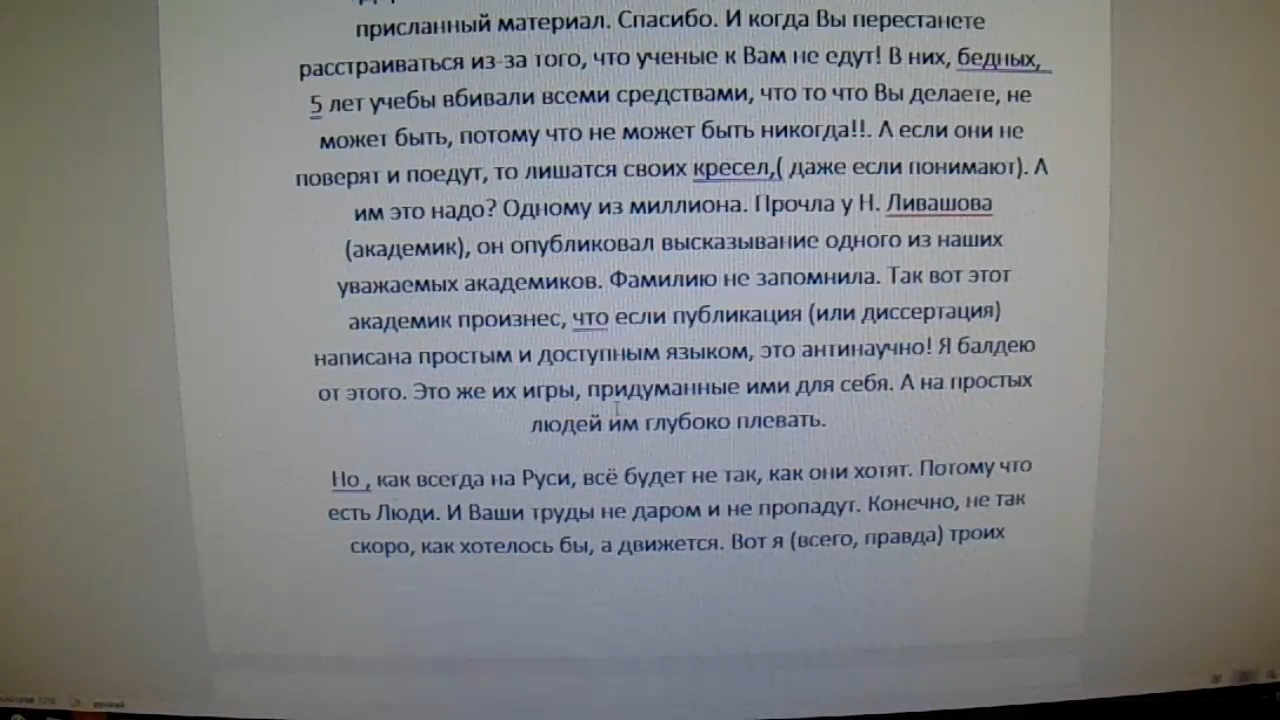 присланный материал. Спасибо. И когда Вы перестанете
расстраиваться из-за того, что ученые к Вам не едут! В них, бедных,
5 лет учебы вбивали всеми средствами, что то что Вы делаете, не
может быть, потому что не может быть никогда!!. А если они не
поверят и поедут, то лишатся своих кресел,( даже если понимают). А
им это надо? Одному из миллиона. Прочла у Н. Ливашова
(академик), он опубликовал высказывание одного из наших
уважаемых академиков. Фамилию не запомнила. Так вот этот
академик произнес, что если публикация (или диссертация)
написана простым и доступным языком, это антинаучно! Я балдею
от этого. Это же их игры, придуманные ими для себя. А на простых
людей им глубоко плевать.
Но , как всегда на Руси, всё будет не так, как они хотят. Потому что
есть Люди. И Ваши труды не даром и не пропадут. Конечно, не так
скоро, как хотелось бы, а движется. Вот я (всего, правда) троих
русский